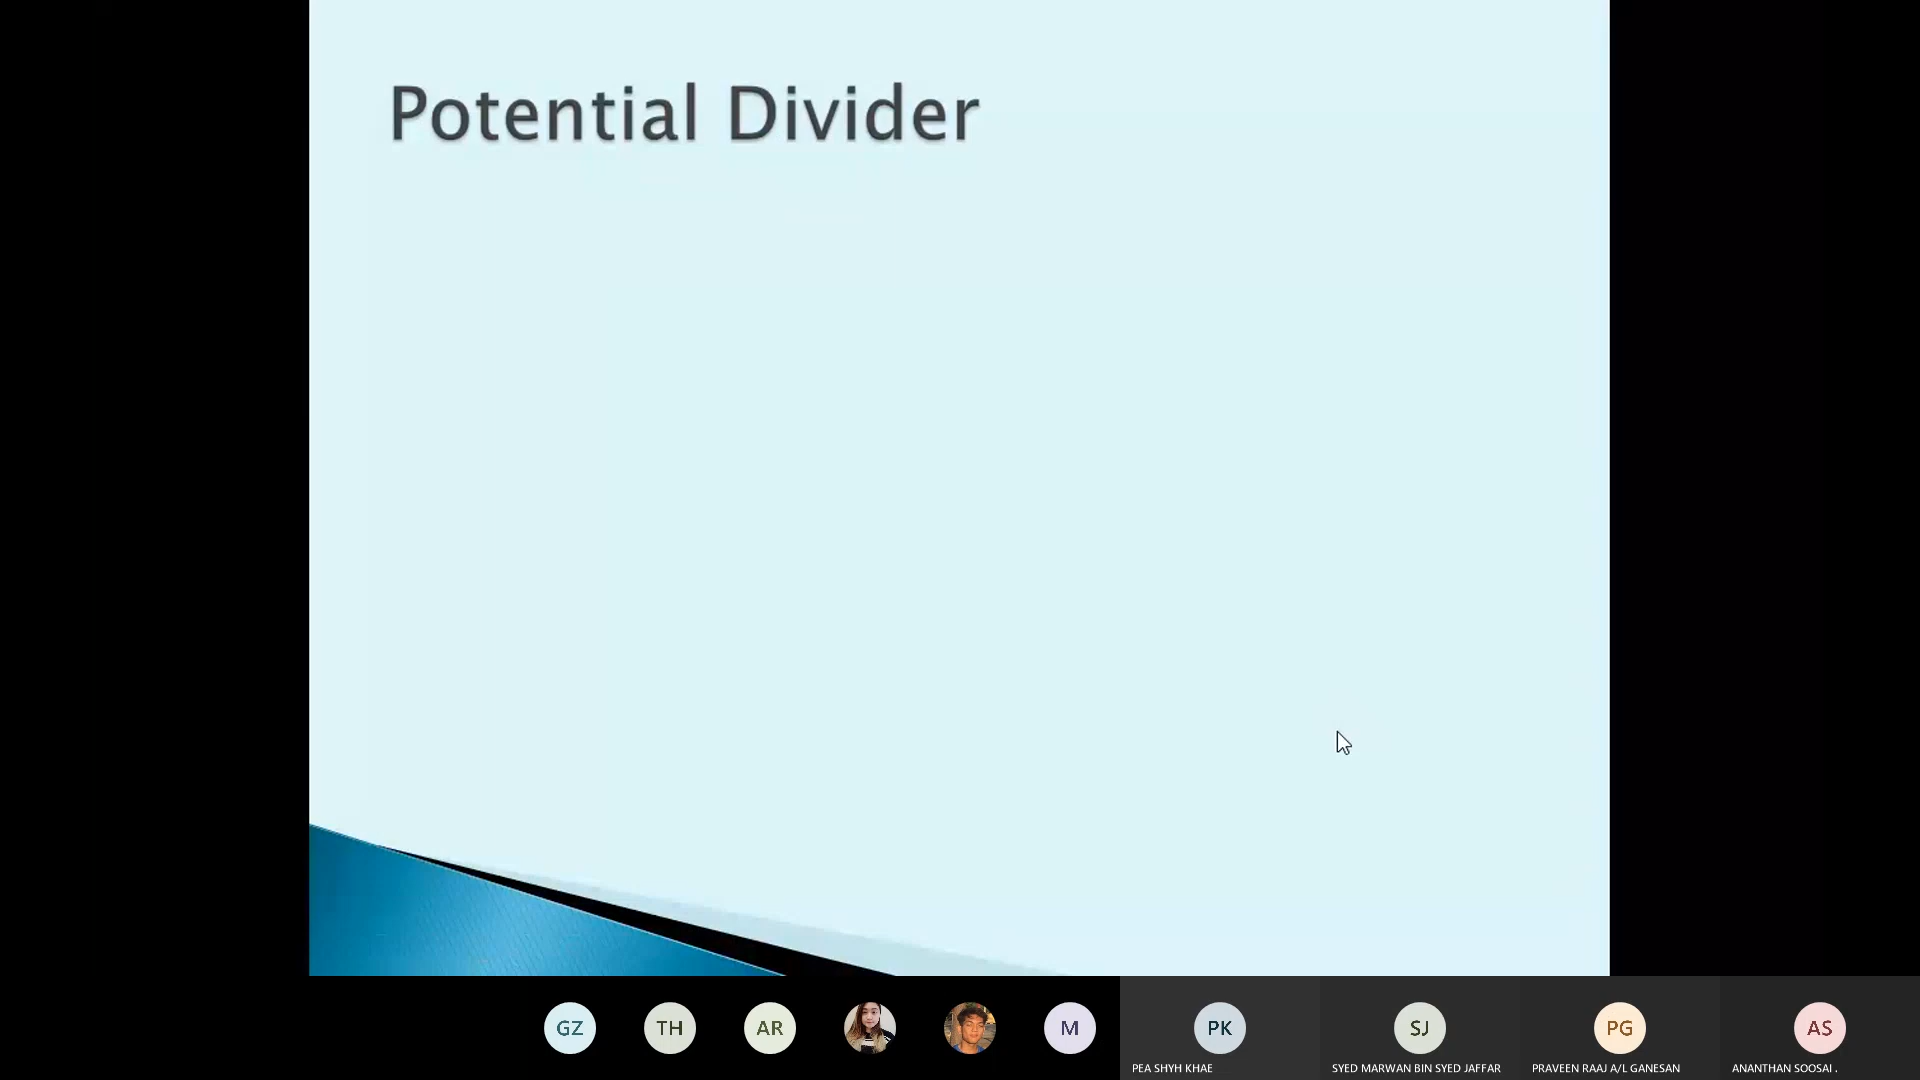 Potential Divider
GZ
TH
AR
M
PK
SJ
PG
AS
PEA SHYH KHAE
SYED MARWAN BIN SYED JAFFAR
PRAVEEN RAAJ A/L GANESAN
ANANTHAN SOOSAI .